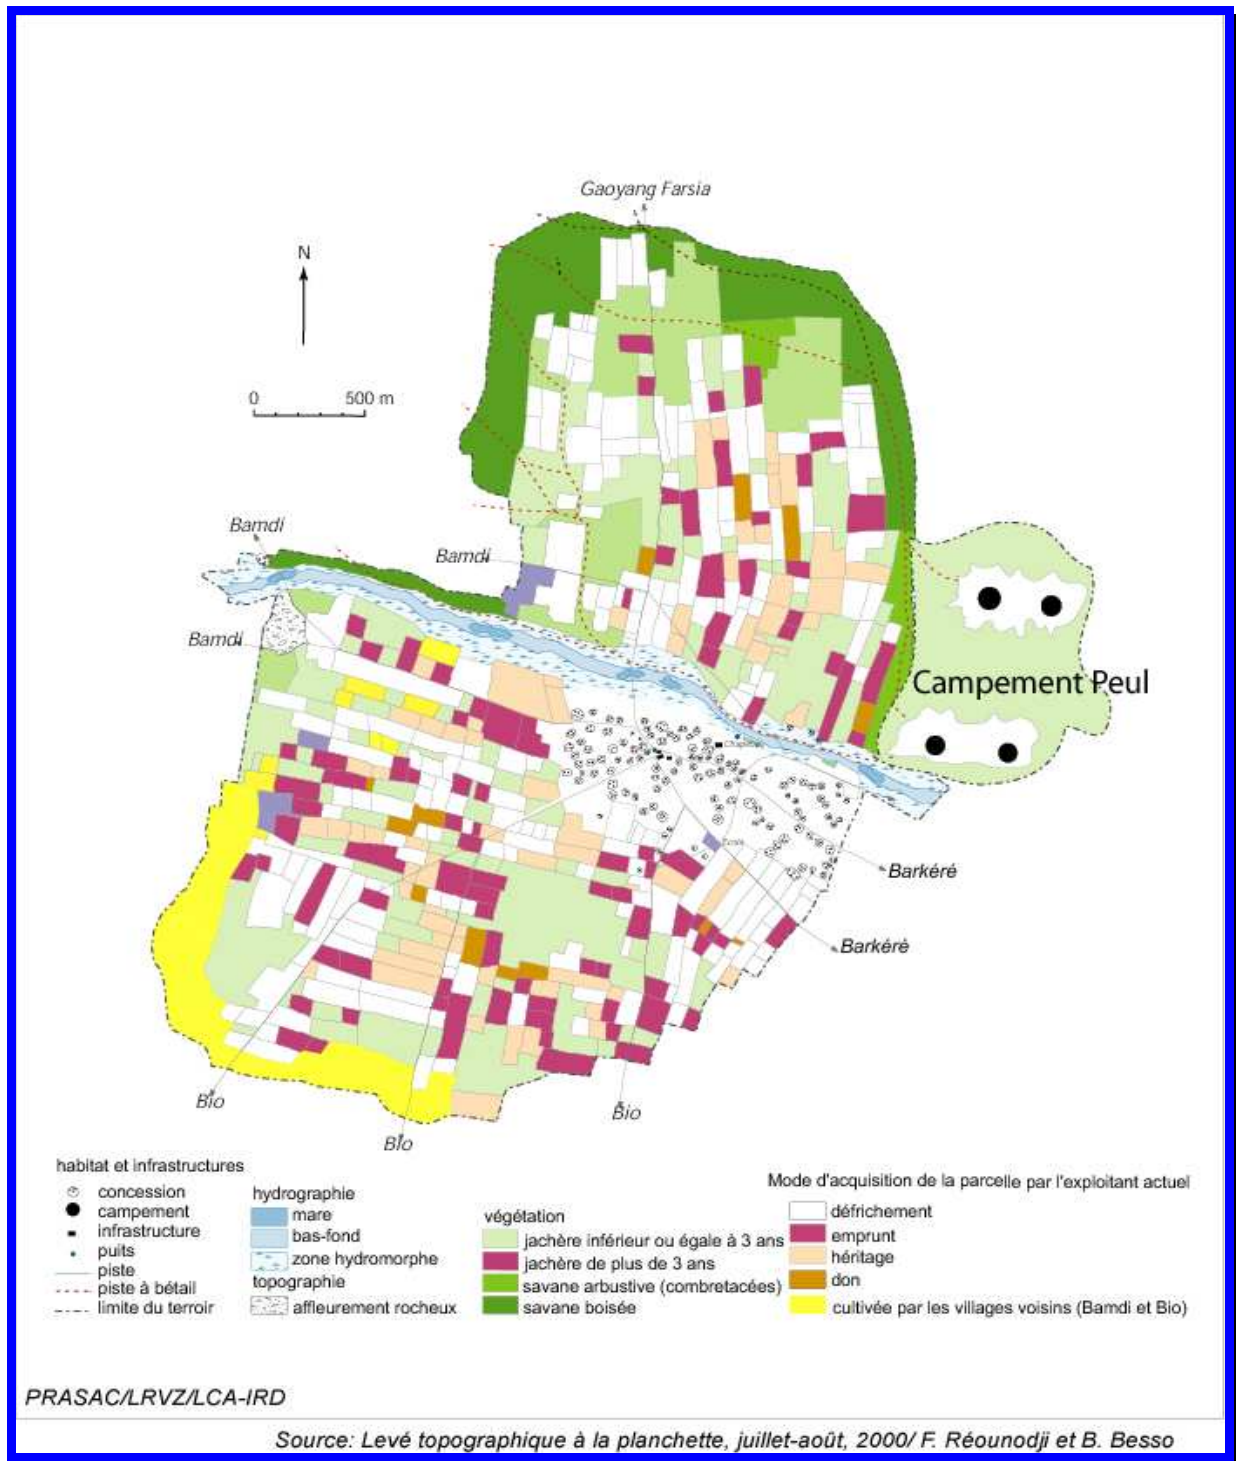 Gaoyang Farsia
N
0 500 m
Bamdi
Bamdi
Bamdi
Campement Peul
Chapelle
Ecole
Barkéré
Barkéré
Bio
Bio
Bio
habitat et infrastructures
concession
campement
infrastructure
puits
piste
piste à bétail
limite du terroir
hydrographie
mare
bas-fond
zone hydromorphe
topographie
affleurement rocheux
végétation
jachère inférieur ou égale à 3 ans
jachère de plus de 3 ans
savane arbustive (combretacées)
savane boisée
Mode d'acquisition de la parcelle par l'exploitant actuel
défrichement
emprunt
héritage
don
cultivée par les villages voisins (Bamdi et Bio)
PRASAC/LRVZ/LCA-IRD
Source: Levé topographique à la planchette, juillet-août, 2000/ F. Réounodji et B. Besso